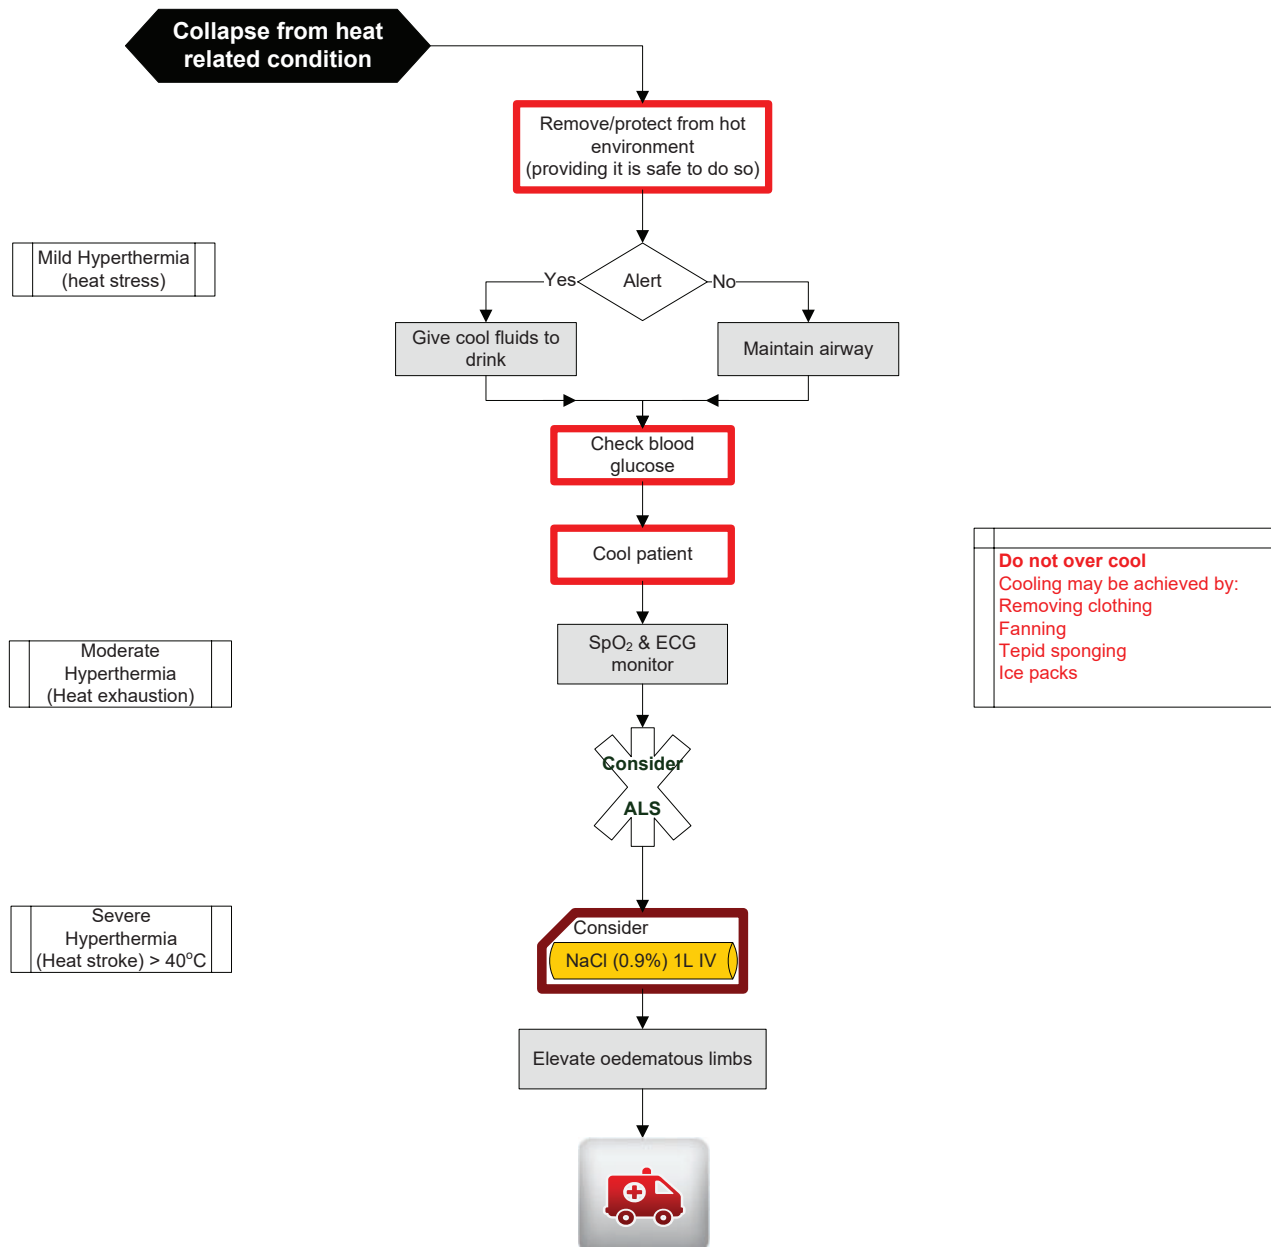 Collapse from heat
related condition
Remove/protect from hot
environment
(providing it is safe to do so)
Mild Hyperthermia
(heat stress)
Yes
Alert
No
Give cool fluids to
drink
Maintain airway
Check blood
glucose
Cool patient
Do not over cool
Cooling may be achieved by:
Removing clothing
Fanning
Tepid sponging
Ice packs
Moderate
Hyperthermia
(Heat exhaustion)
SpO₂ & ECG
monitor
Consider
ALS
Severe
Hyperthermia
(Heat stroke) > 40°C
Consider
NaCl (0.9%) 1L IV
Elevate oedematous limbs